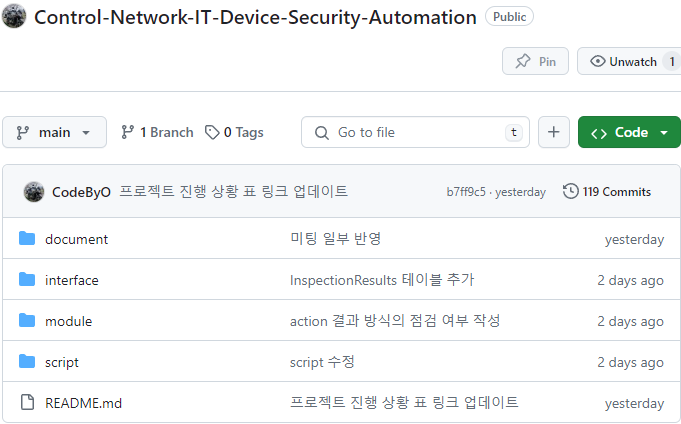 Control-Network-IT-Device-Security-Automation Public
Pin Unwatch 1
main 1 Branch 0 Tags Go to file t + Code
CodeByO 프로젝트 진행 상황 표 링크 업데이트 b7ff9c5 · yesterday 119 Commits
document 미팅 일부 반영 yesterday
interface InspectionResults 테이블 추가 2 days ago
module action 결과 방식의 점검 여부 작성 2 days ago
script script 수정 2 days ago
README.md 프로젝트 진행 상황 표 링크 업데이트 yesterday